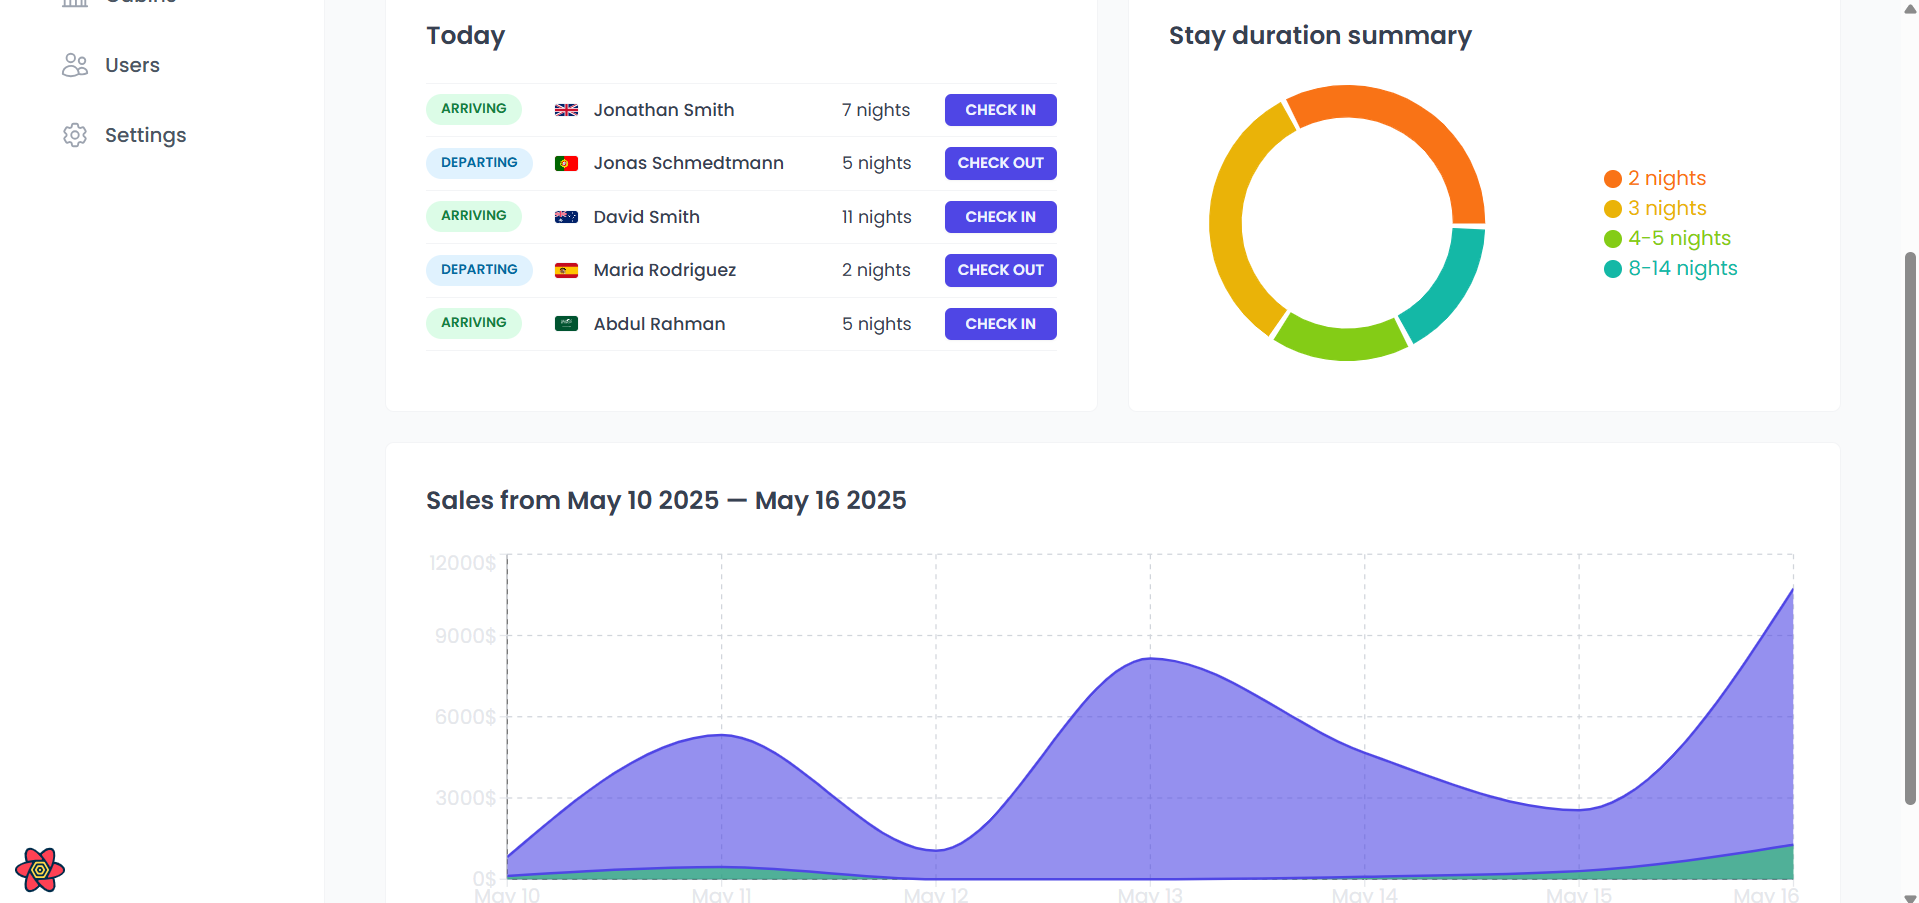 Cabins
Users
Settings
Today
ARRIVING Jonathan Smith 7 nights CHECK IN
DEPARTING Jonas Schmedtmann 5 nights CHECK OUT
ARRIVING David Smith 11 nights CHECK IN
DEPARTING Maria Rodriguez 2 nights CHECK OUT
ARRIVING Abdul Rahman 5 nights CHECK IN
Stay duration summary
2 nights
3 nights
4-5 nights
8-14 nights
Sales from May 10 2025 — May 16 2025
12000$
9000$
6000$
3000$
0$
May 10 May 11 May 12 May 13 May 14 May 15 May 16